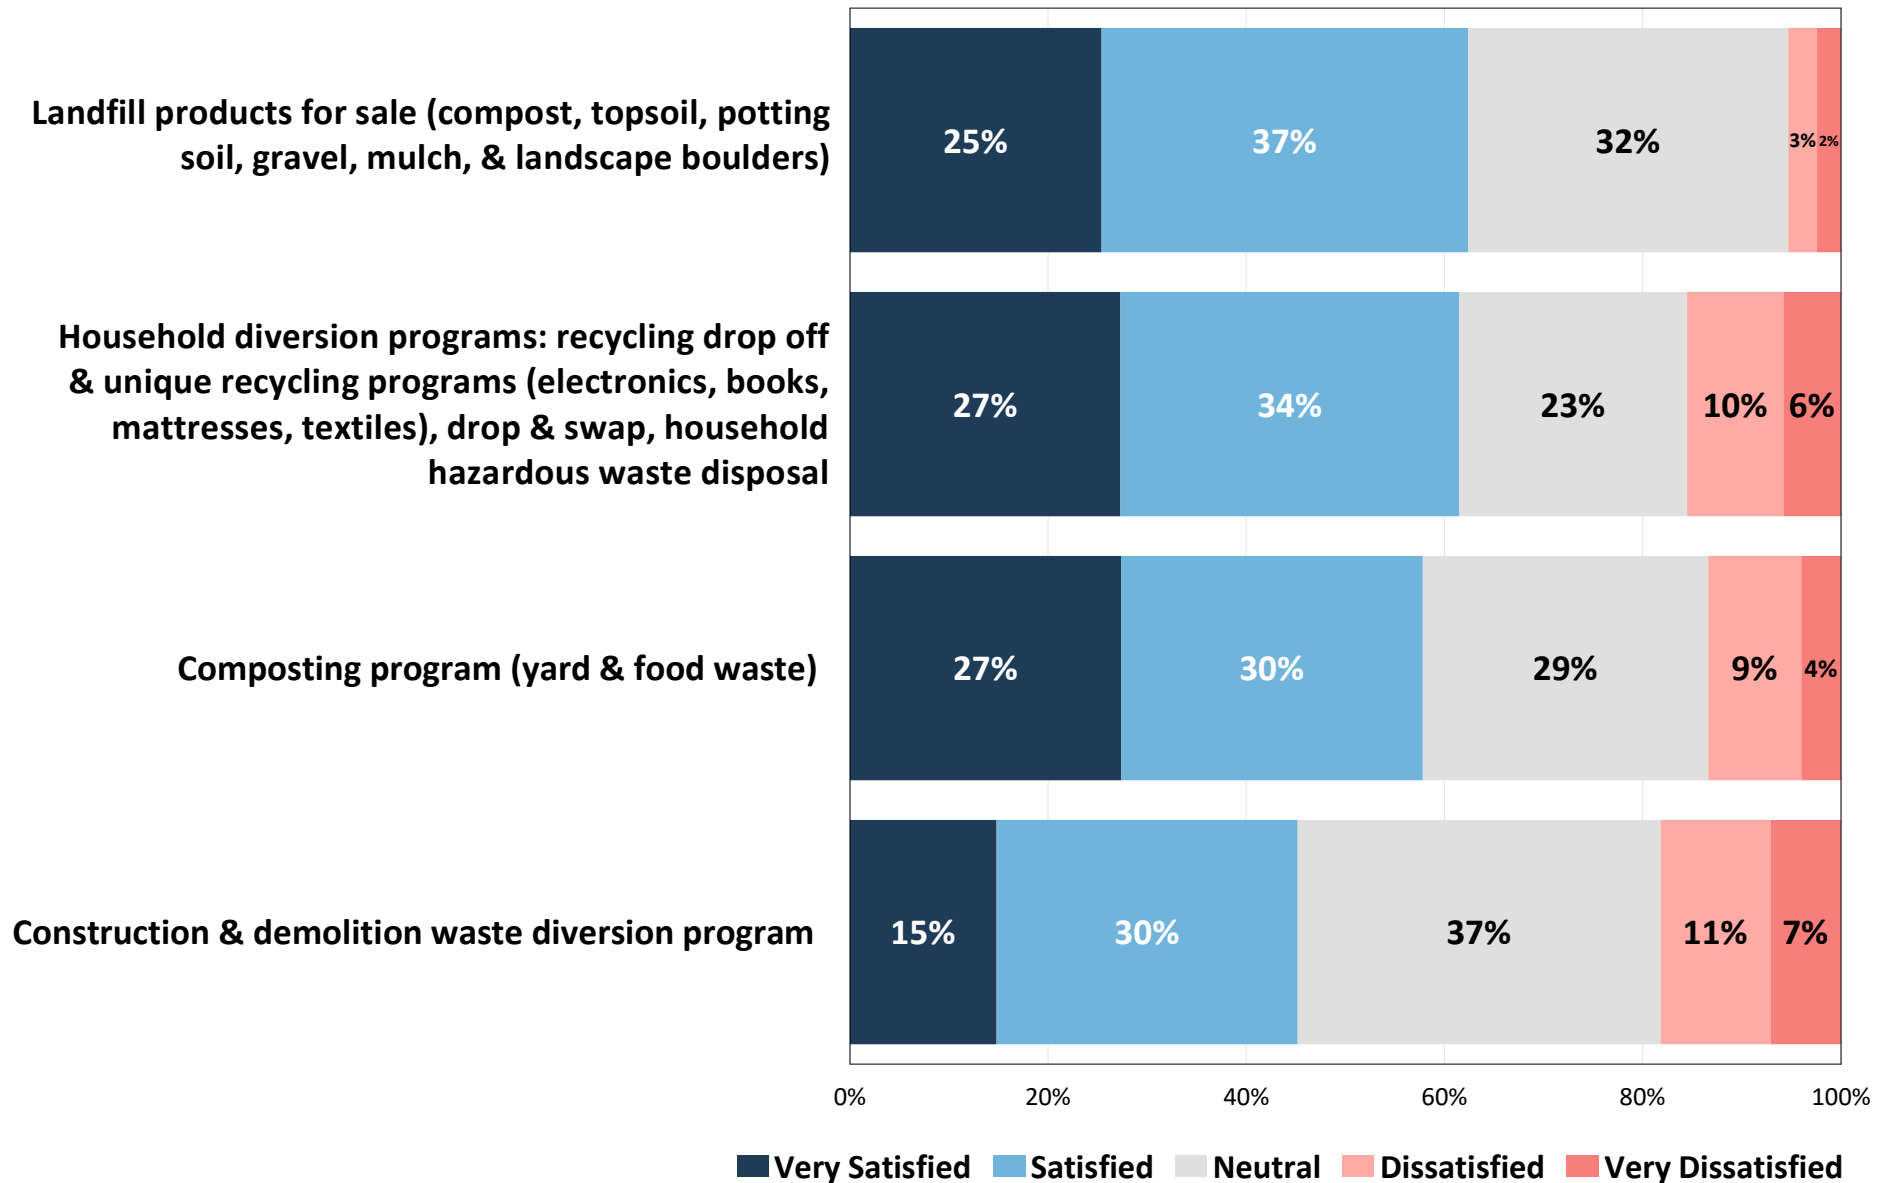 Landfill products for sale (compost, topsoil, potting
soil, gravel, mulch, & landscape boulders)
25% 37% 32% 3% 2%
Household diversion programs: recycling drop off
& unique recycling programs (electronics, books,
mattresses, textiles), drop & swap, household
hazardous waste disposal
27% 34% 23% 10% 6%
Composting program (yard & food waste)
27% 30% 29% 9% 4%
Construction & demolition waste diversion program
15% 30% 37% 11% 7%
0% 20% 40% 60% 80% 100%
Very Satisfied Satisfied Neutral Dissatisfied Very Dissatisfied